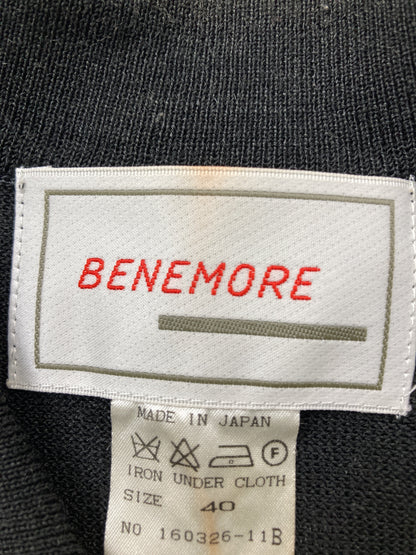 BENEMORE
MADE IN JAPAN
F
IRON UNDER CLOTH
SIZE 40
NO 160326-11B